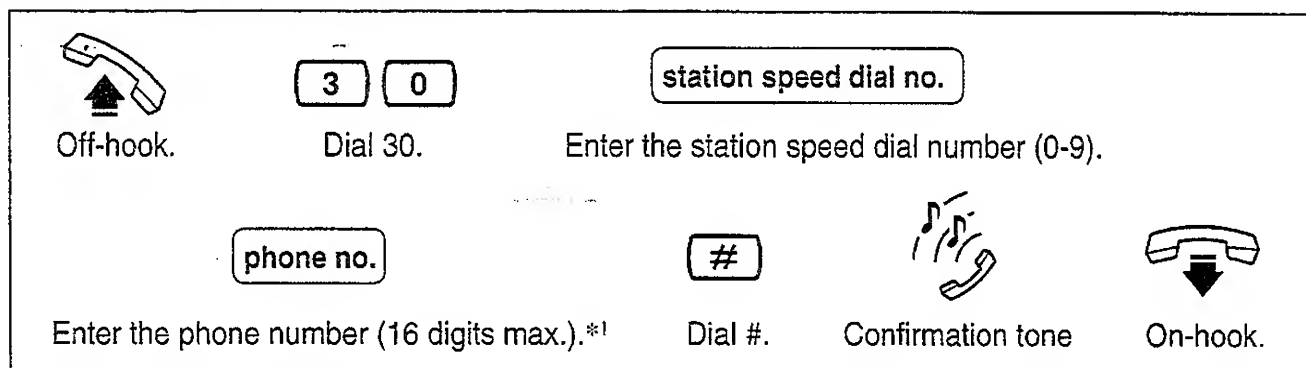 3 0 station speed dial no.
Off-hook. Dial 30. Enter the station speed dial number (0-9).
phone no. #
Enter the phone number (16 digits max.).*1 Dial #. Confirmation tone On-hook.